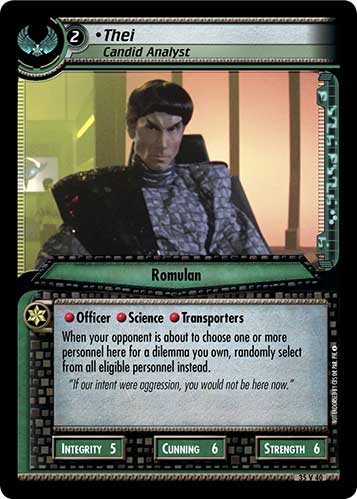 2
•Thei
Candid Analyst
Romulan
Officer Science Transporters
When your opponent is about to choose one or more
personnel here for a dilemma you own, randomly select
from all eligible personnel instead.
"If our intent were aggression, you would not be here now."
INTEGRITY 5 CUNNING 6 STRENGTH 6
35 V 40